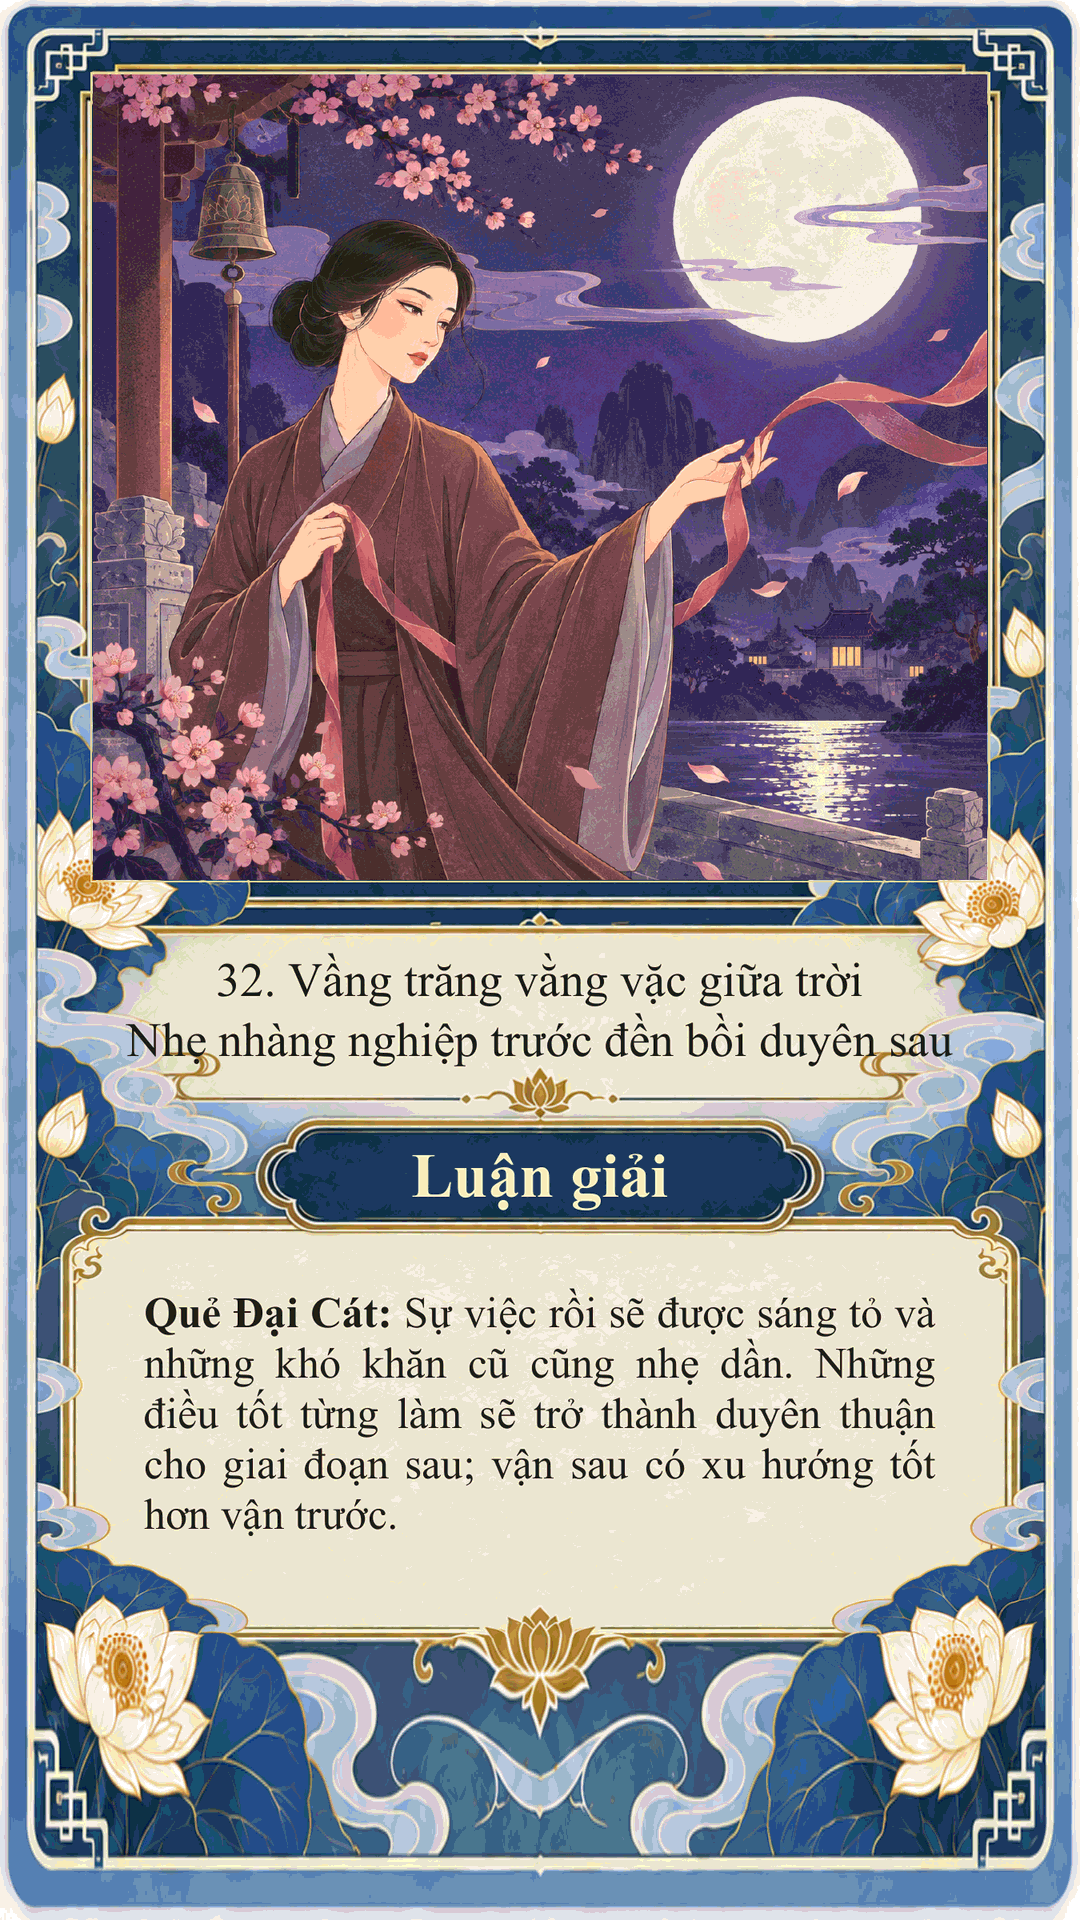 32. Vầng trăng vằng vặc giữa trời
Nhẹ nhàng nghiệp trước đền bồi duyên sau
Luận giải
Quẻ Đại Cát: Sự việc rồi sẽ được sáng tỏ và
những khó khăn cũ cũng nhẹ dần. Những
điều tốt từng làm sẽ trở thành duyên thuận
cho giai đoạn sau; vận sau có xu hướng tốt
hơn vận trước.